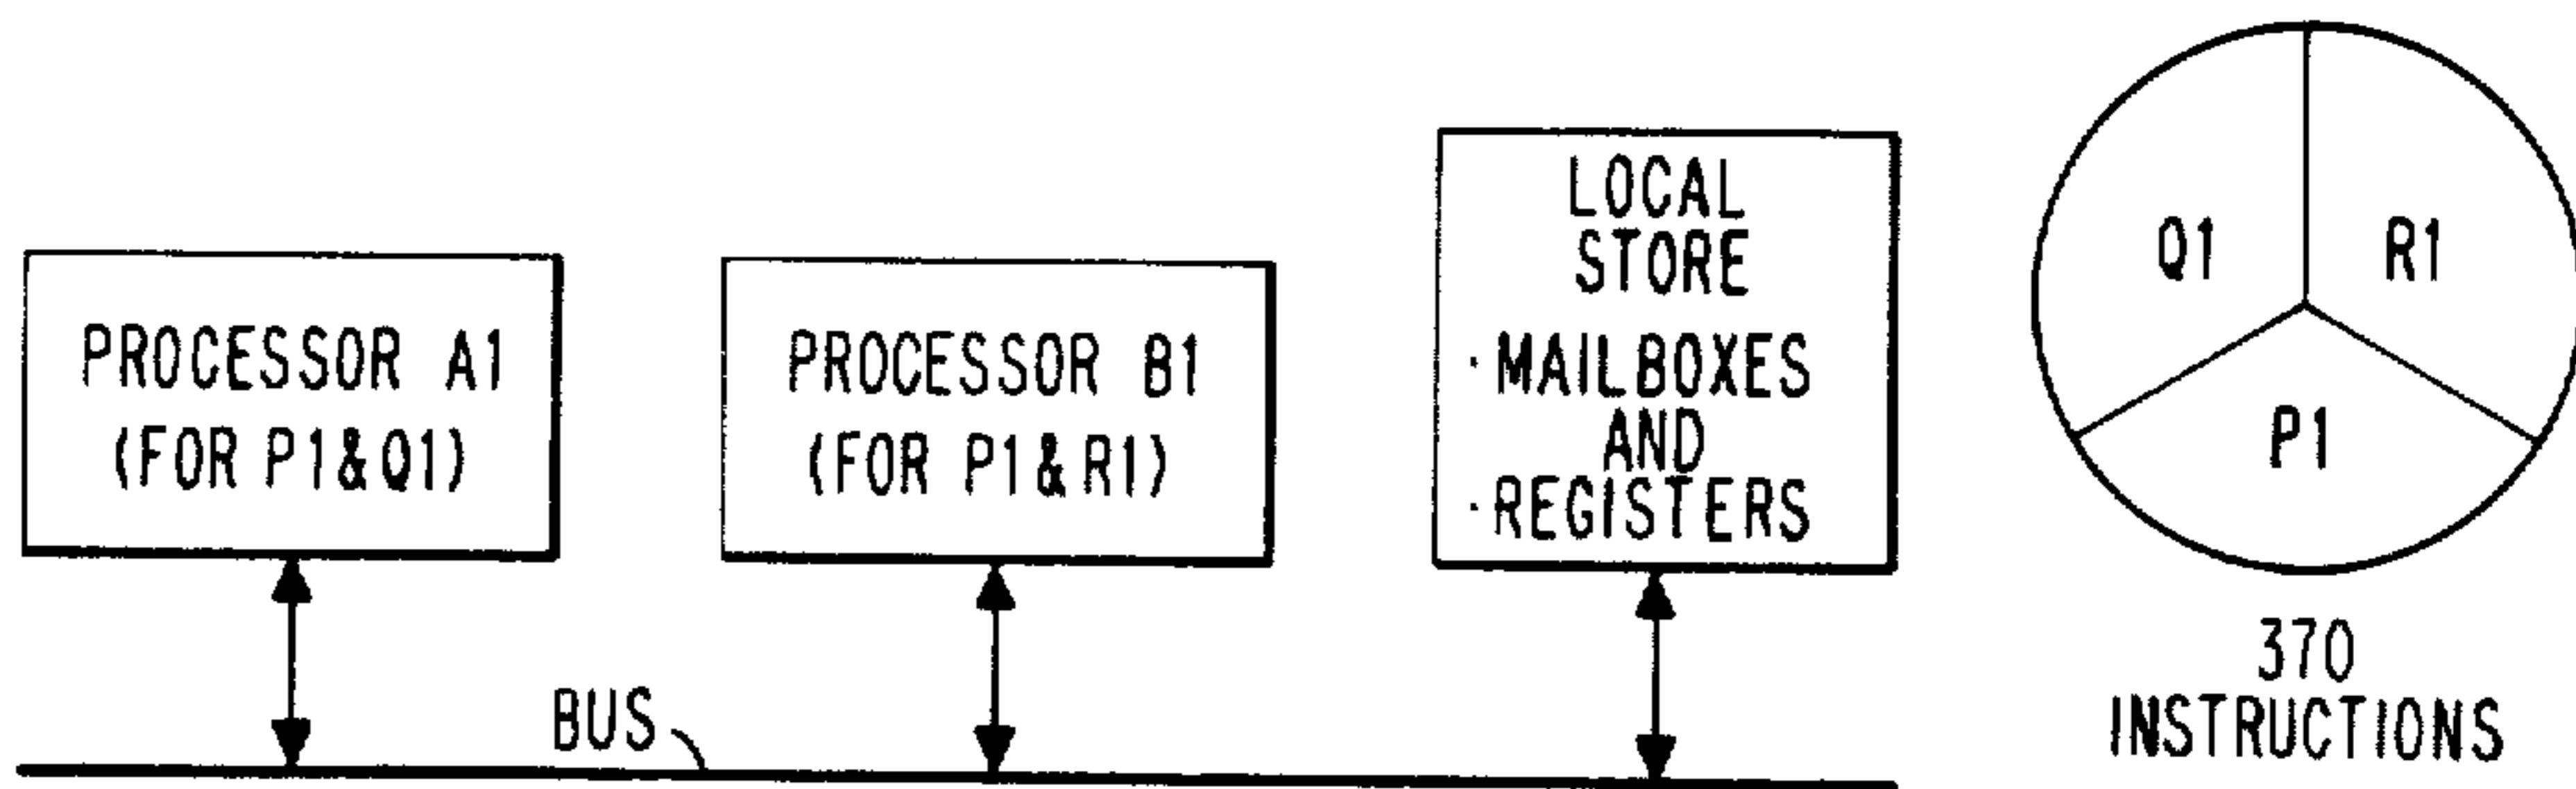 PROCESSOR A1
(FOR P1&Q1)
PROCESSOR B1
(FOR P1&R1)
LOCAL
STORE
·MAILBOXES
AND
·REGISTERS
Q1
R1
P1
370
INSTRUCTIONS
BUS